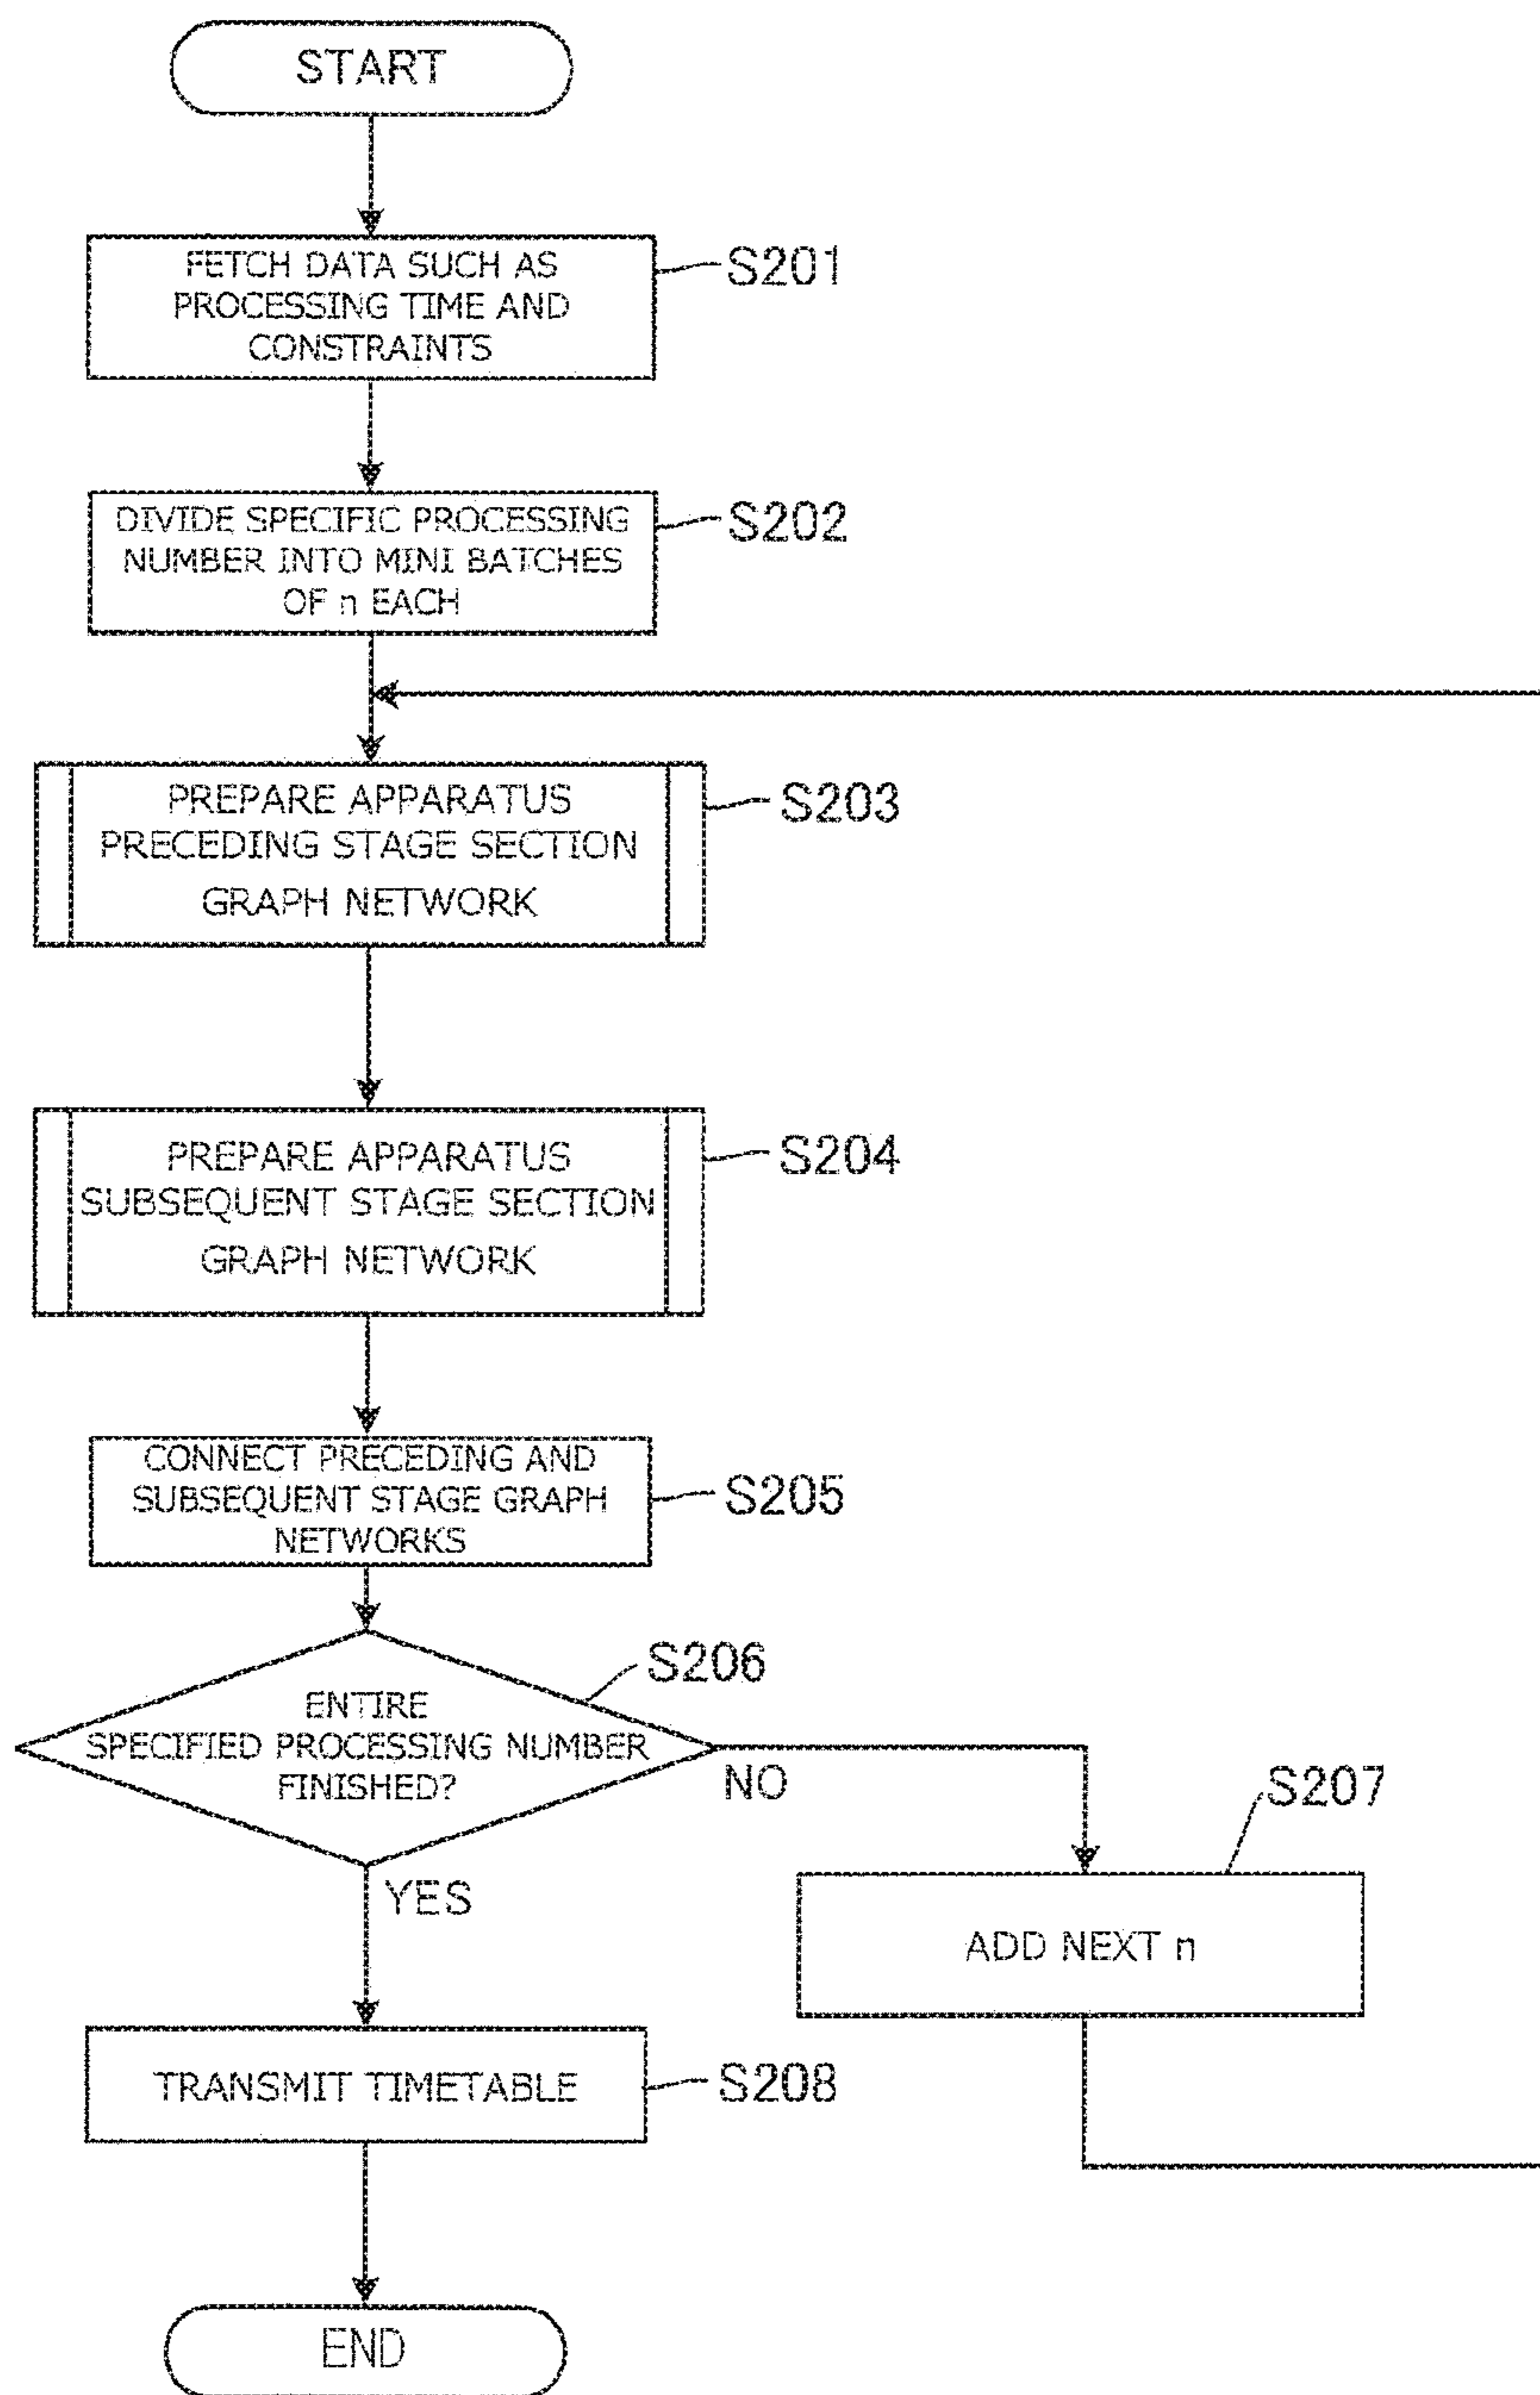 START
FETCH DATA SUCH AS
PROCESSING TIME AND
CONSTRAINTS
S201
DIVIDE SPECIFIC PROCESSING
NUMBER INTO MINI BATCHES
OF n EACH
S202
PREPARE APPARATUS
PRECEDING STAGE SECTION
GRAPH NETWORK
S203
PREPARE APPARATUS
SUBSEQUENT STAGE SECTION
GRAPH NETWORK
S204
CONNECT PRECEDING AND
SUBSEQUENT STAGE GRAPH
NETWORKS
S205
ENTIRE
SPECIFIED PROCESSING NUMBER
FINISHED?
S206
NO
YES
S207
ADD NEXT n
TRANSMIT TIMETABLE
S208
END